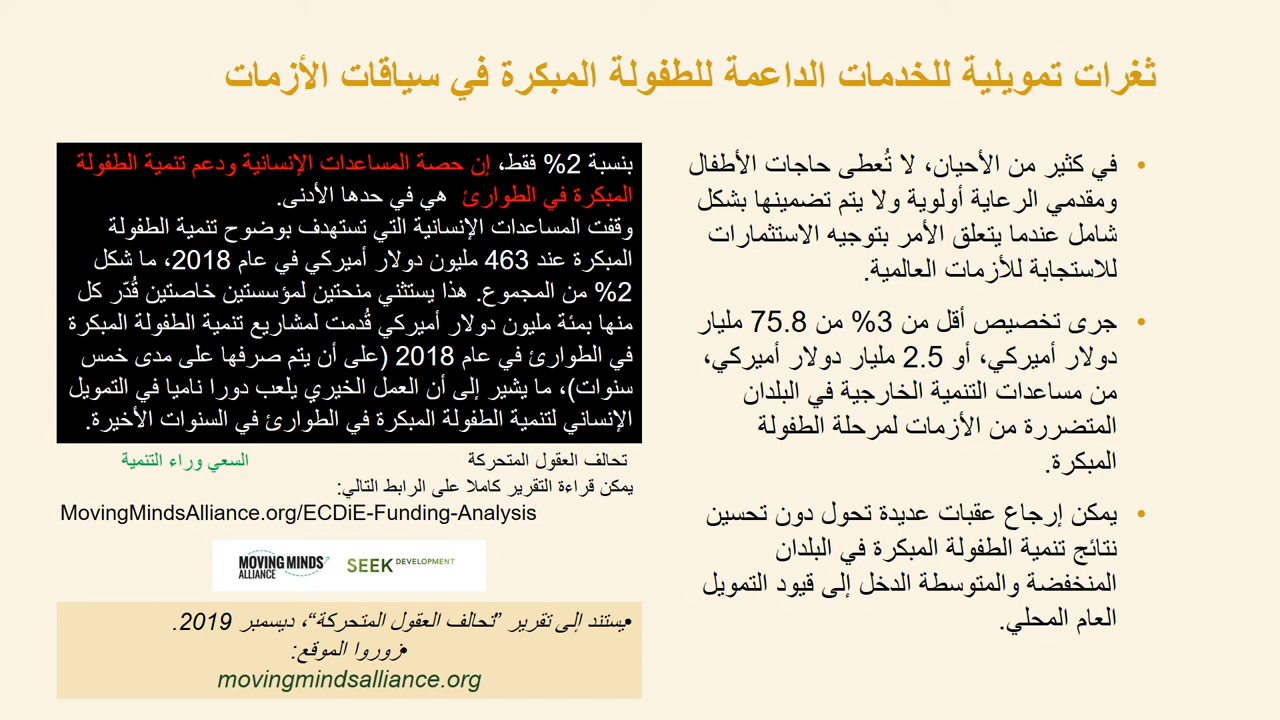 ثغرات تمويلية للخدمات الداعمة للطفولة المبكرة في سياقات الأزمات
• في كثير من الأحيان، لا تُعطى حاجات الأطفال
ومقدمي الرعاية أولوية ولا يتم تضمينها بشكل
شامل عندما يتعلق الأمر بتوجيه الاستثمارات
للاستجابة للأزمات العالمية.
• جرى تخصيص أقل من 3% من 75.8 مليار
دولار أميركي، أو 2.5 مليار دولار أميركي،
من مساعدات التنمية الخارجية في البلدان
المتضررة من الأزمات لمرحلة الطفولة
المبكرة.
• يمكن إرجاع عقبات عديدة تحول دون تحسين
نتائج تنمية الطفولة المبكرة في البلدان
المنخفضة والمتوسطة الدخل إلى قيود التمويل
العام المحلي.
بنسبة 2% فقط، إن حصة المساعدات الإنسانية ودعم تنمية الطفولة
المبكرة في الطوارئ هي في حدها الأدنى.
وقفت المساعدات الإنسانية التي تستهدف بوضوح تنمية الطفولة
المبكرة عند 463 مليون دولار أميركي في عام 2018، ما شكل
2% من المجموع. هذا يستثني منحتين لمؤسستين خاصتين قُدّر كل
منها بمئة مليون دولار أميركي قُدمت لمشاريع تنمية الطفولة المبكرة
في الطوارئ في عام 2018 (على أن يتم صرفها على مدى خمس
سنوات)، ما يشير إلى أن العمل الخيري يلعب دورا ناميا في التمويل
الإنساني لتنمية الطفولة المبكرة في الطوارئ في السنوات الأخيرة.
تحالف العقول المتحركة السعي وراء التنمية
يمكن قراءة التقرير كاملا على الرابط التالي:
MovingMindsAlliance.org/ECDiE-Funding-Analysis
MOVING MINDS
ALLIANCE
SEEK DEVELOPMENT
•يستند إلى تقرير ”تحالف العقول المتحركة“، ديسمبر 2019.
•زوروا الموقع:
movingmindsalliance.org